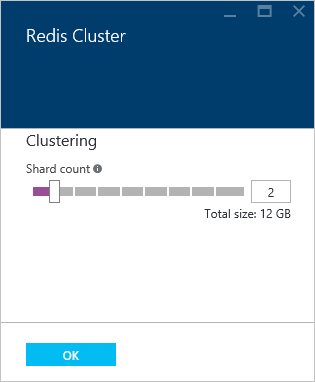 Redis Cluster
Clustering
Shard count
2
Total size: 12 GB
OK